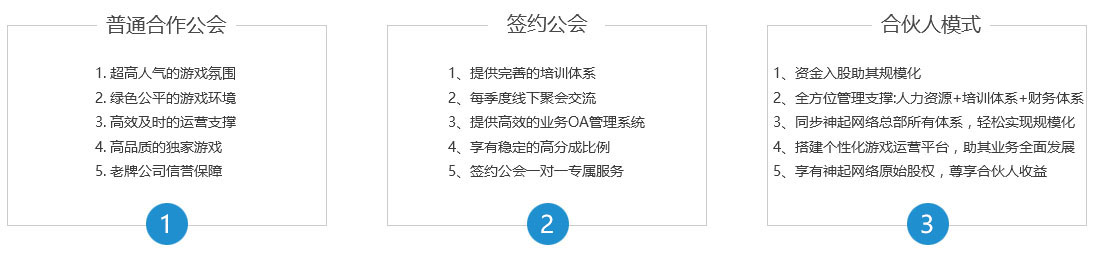 普通合作公会
1. 超高人气的游戏氛围
2. 绿色公平的游戏环境
3. 高效及时的运营支撑
4. 高品质的独家游戏
5. 老牌公司信誉保障
1
签约公会
1、提供完善的培训体系
2、每季度线下聚会交流
3、提供高效的业务OA管理系统
4、享有稳定的高分成比例
5、签约公会一对一专属服务
2
合伙人模式
1、资金入股助其规模化
2、全方位管理支撑:人力资源+培训体系+财务体系
3、同步神起网络总部所有体系，轻松实现规模化
4、搭建个性化游戏运营平台，助其业务全面发展
5、享有神起网络原始股权，尊享合伙人收益
3